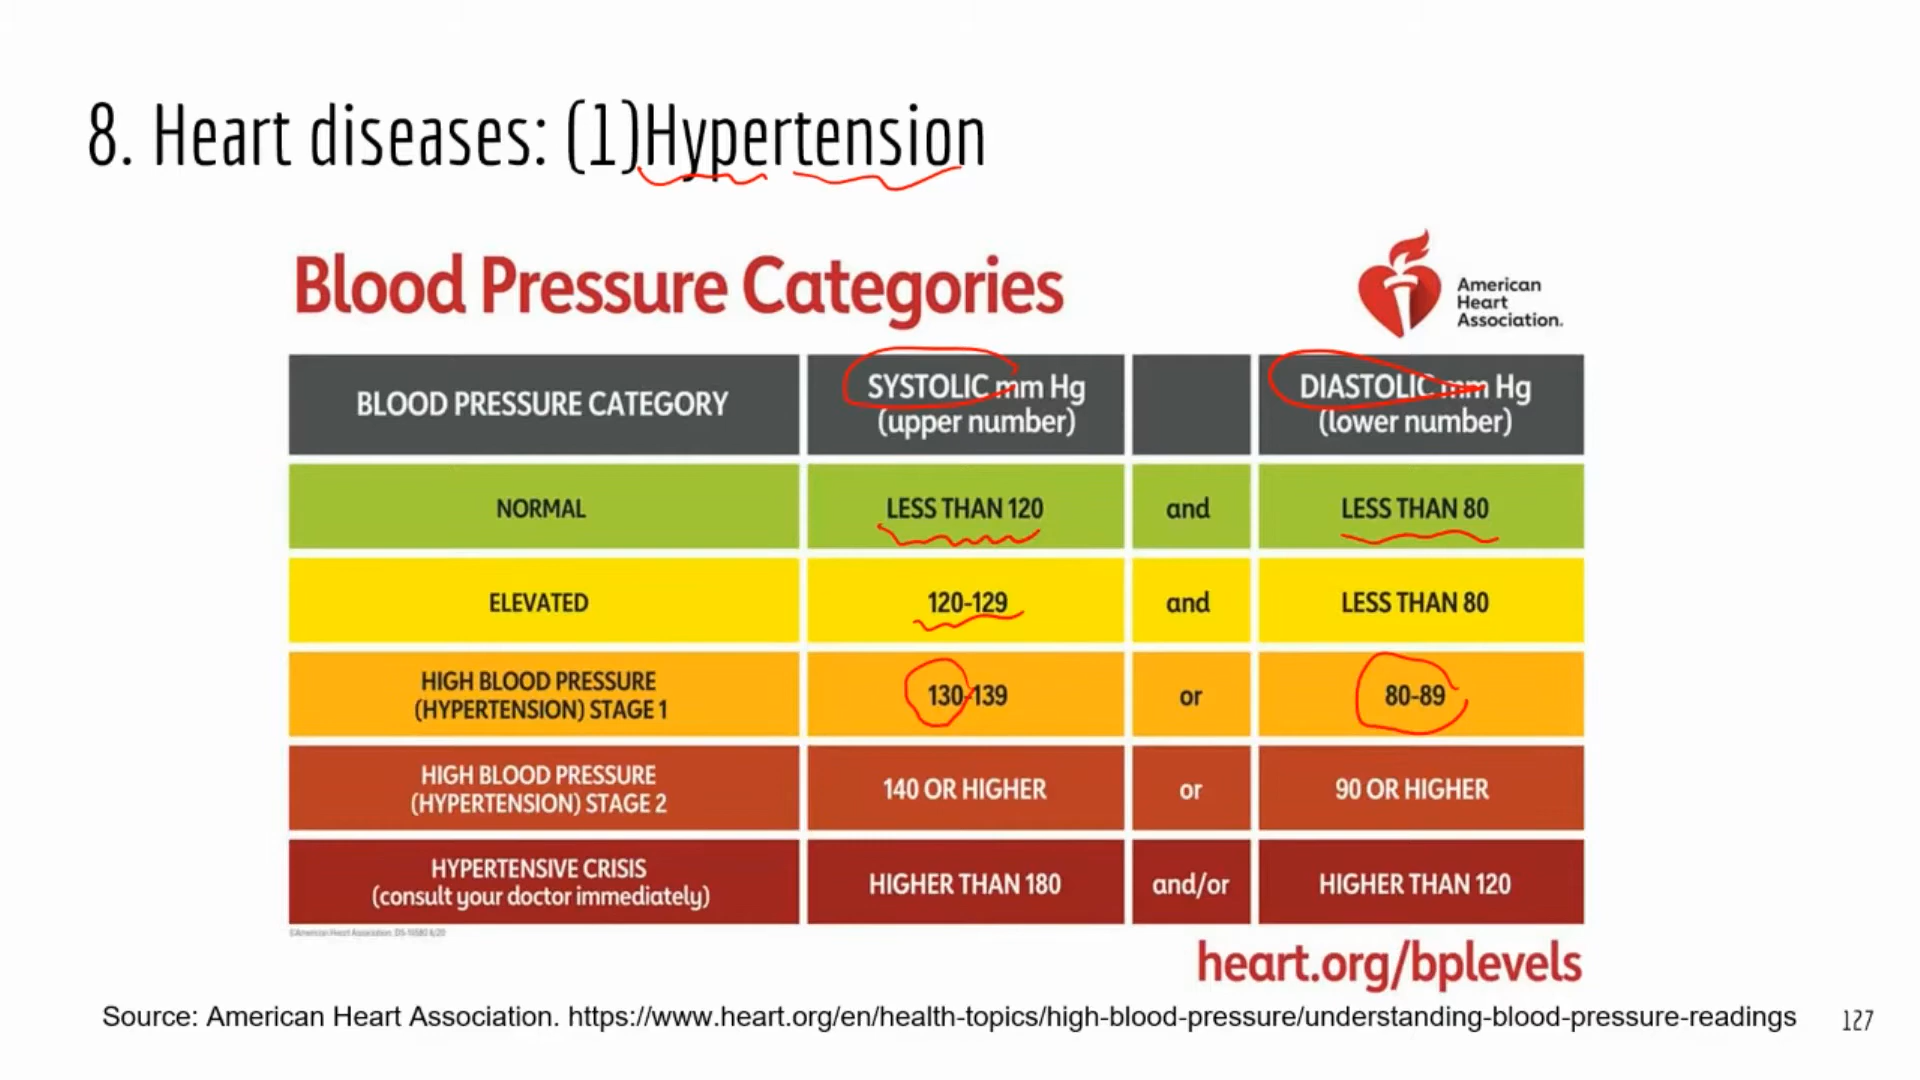 8. Heart diseases: (1)Hypertension
Blood Pressure Categories
American
Heart
Association.
BLOOD PRESSURE CATEGORY
SYSTOLIC mm Hg
(upper number)
DIASTOLIC mm Hg
(lower number)
NORMAL
LESS THAN 120
and
LESS THAN 80
ELEVATED
120-129
and
LESS THAN 80
HIGH BLOOD PRESSURE
(HYPERTENSION) STAGE 1
130-139
or
80-89
HIGH BLOOD PRESSURE
(HYPERTENSION) STAGE 2
140 OR HIGHER
or
90 OR HIGHER
HYPERTENSIVE CRISIS
(consult your doctor immediately)
HIGHER THAN 180
and/or
HIGHER THAN 120
©American Heart Association
heart.org/bplevels
Source: American Heart Association. https://www.heart.org/en/health-topics/high-blood-pressure/understanding-blood-pressure-readings
127